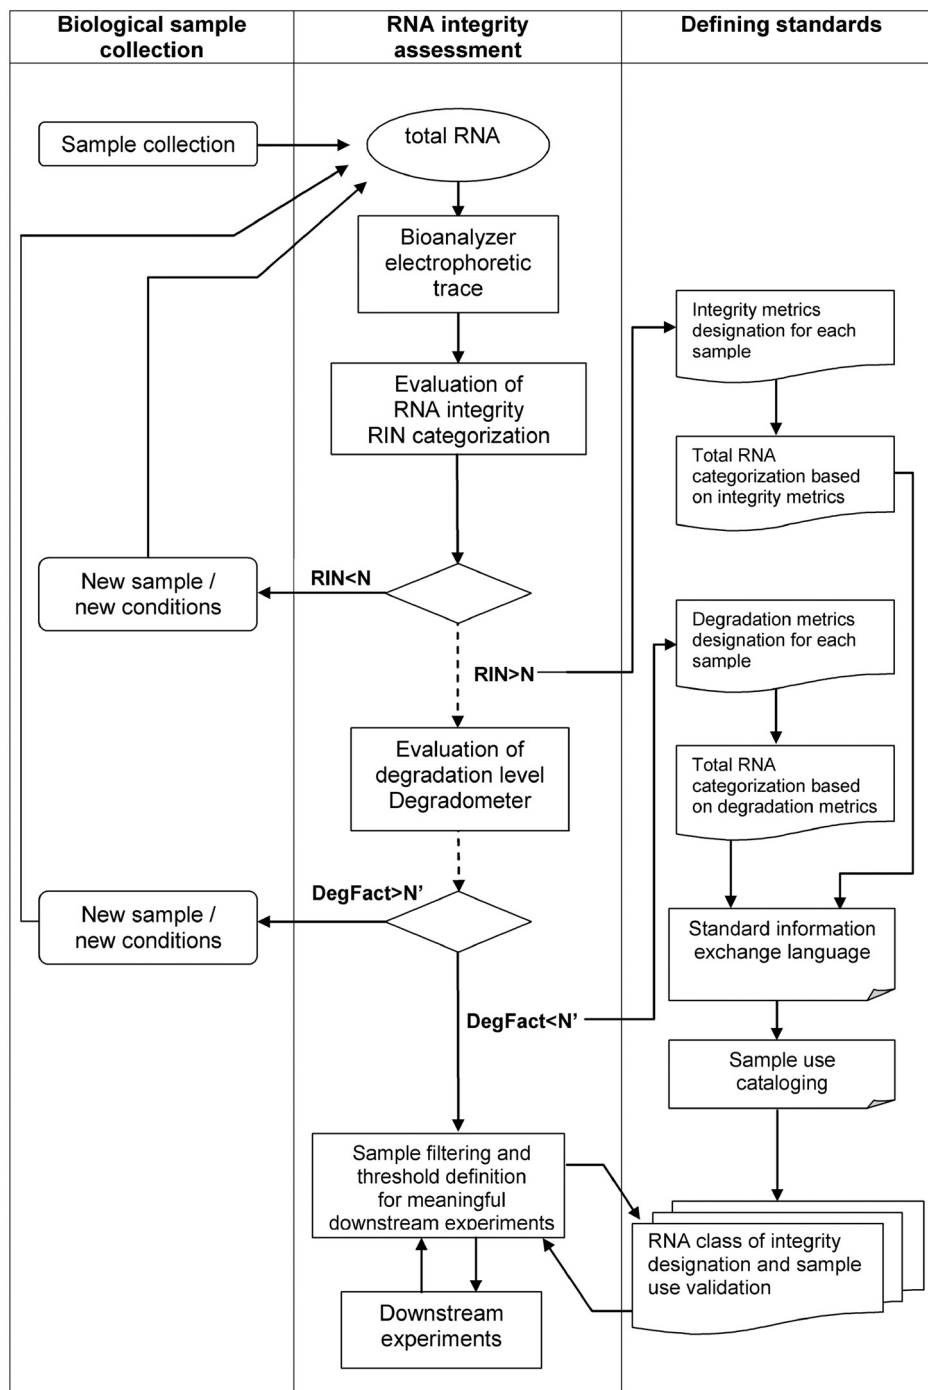 Biological sample
collection
RNA integrity
assessment
Defining standards
Sample collection
total RNA
Bioanalyzer
electrophoretic
trace
Integrity metrics
designation for each
sample
Evaluation of
RNA integrity
RIN categorization
Total RNA
categorization based
on integrity metrics
New sample /
new conditions
RIN<N
RIN>N
Degradation metrics
designation for each
sample
Evaluation of
degradation level
Degradometer
Total RNA
categorization based
on degradation metrics
DegFact>N’
New sample /
new conditions
Standard information
exchange language
DegFact<N’
Sample use
cataloging
Sample filtering and
threshold definition
for meaningful
downstream experiments
RNA class of integrity
designation and sample
use validation
Downstream
experiments